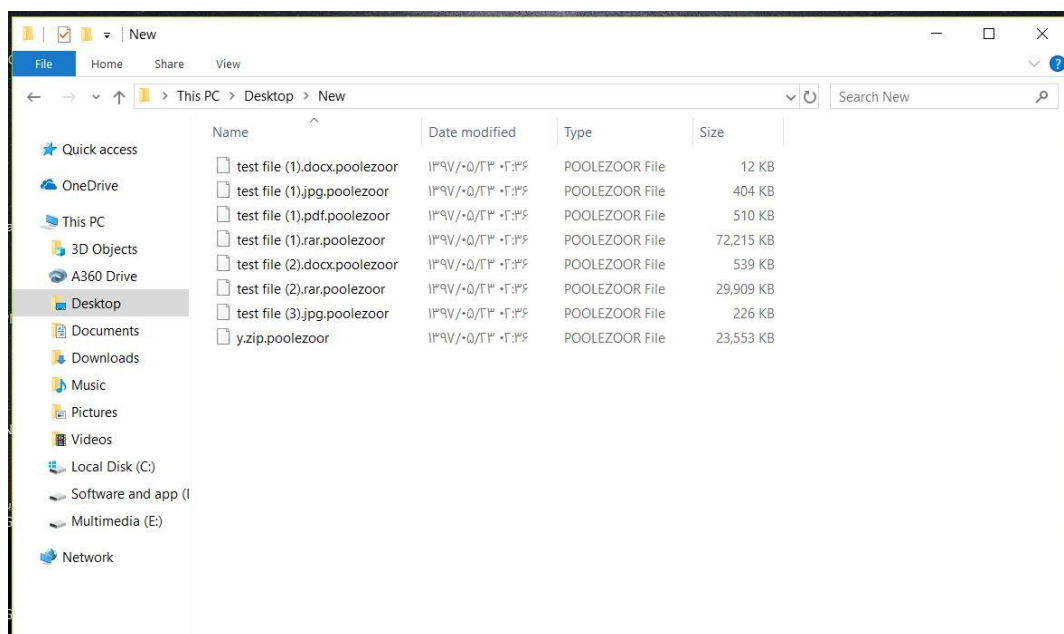 New
File Home Share View
This PC > Desktop > New
Search New
Name Date modified Type Size
Quick access
OneDrive
This PC
3D Objects
A360 Drive
Desktop
Documents
Downloads
Music
Pictures
Videos
Local Disk (C:)
Software and app (
Multimedia (E:)
Network
test file (1).docx.poolezoor ۱۳۹۷/۰۵/۲۳ ۰۲:۳۶ POOLEZOOR File 12 KB
test file (1).jpg.poolezoor ۱۳۹۷/۰۵/۲۳ ۰۲:۳۶ POOLEZOOR File 404 KB
test file (1).pdf.poolezoor ۱۳۹۷/۰۵/۲۳ ۰۲:۳۶ POOLEZOOR File 510 KB
test file (1).rar.poolezoor ۱۳۹۷/۰۵/۲۳ ۰۲:۳۶ POOLEZOOR File 72,215 KB
test file (2).docx.poolezoor ۱۳۹۷/۰۵/۲۳ ۰۲:۳۶ POOLEZOOR File 539 KB
test file (2).rar.poolezoor ۱۳۹۷/۰۵/۲۳ ۰۲:۳۶ POOLEZOOR File 29,909 KB
test file (3).jpg.poolezoor ۱۳۹۷/۰۵/۲۳ ۰۲:۳۶ POOLEZOOR File 226 KB
y.zip.poolezoor ۱۳۹۷/۰۵/۲۳ ۰۲:۳۶ POOLEZOOR File 23,553 KB